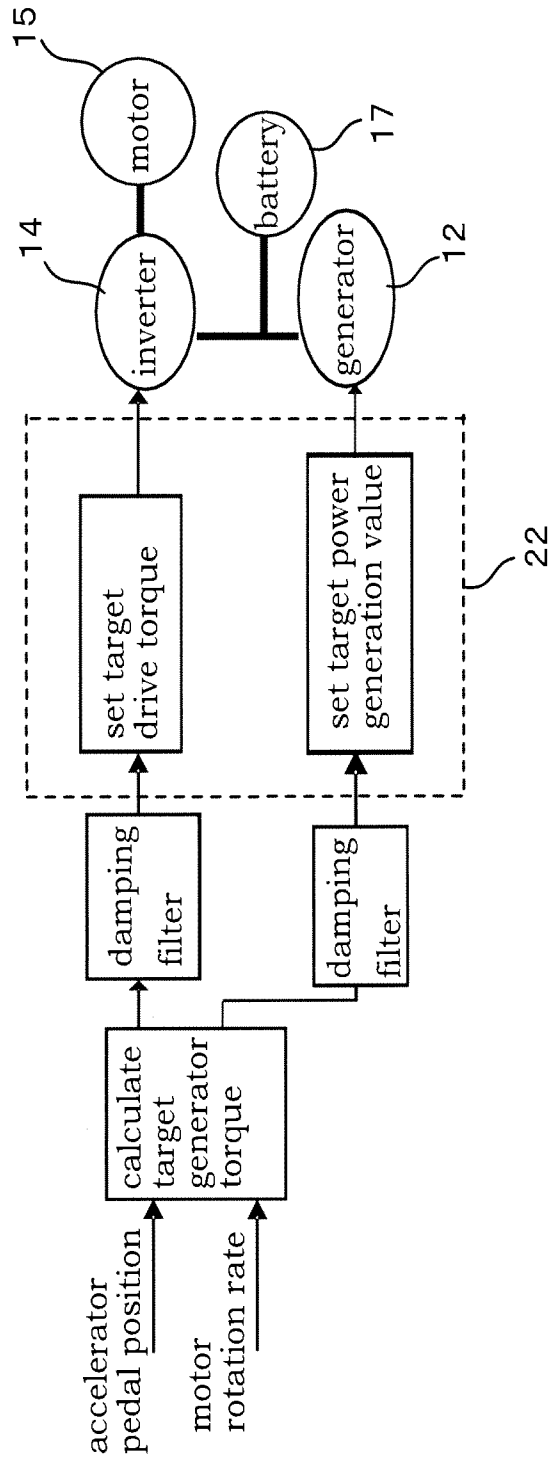 accelerator
pedal position
motor
rotation rate
calculate
target
generator
torque
damping
filter
damping
filter
set target
drive torque
set target power
generation value
22
inverter
14
motor
15
battery
17
generator
12